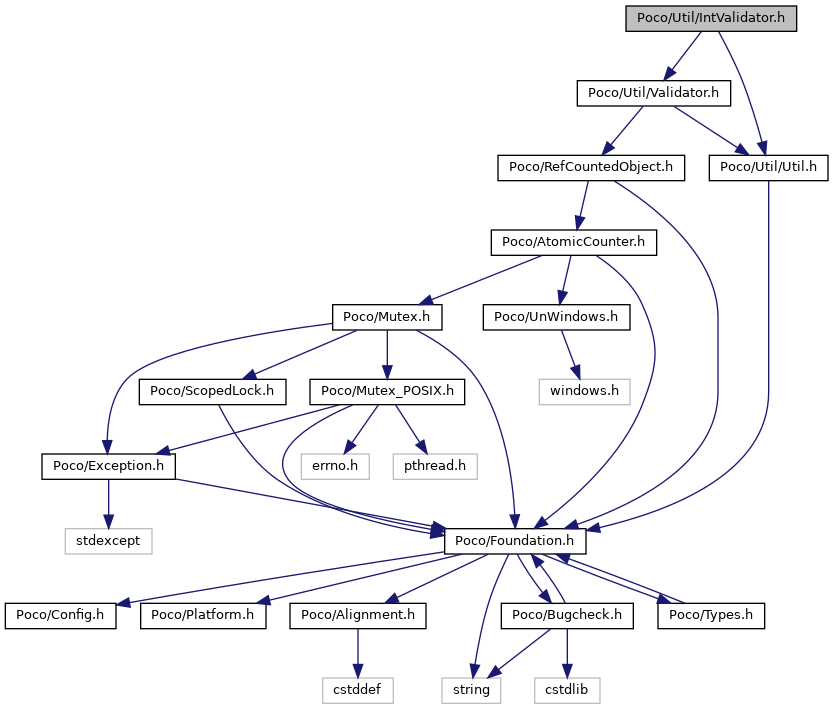 Poco/Util/IntValidator.h
Poco/Util/Validator.h
Poco/RefCountedObject.h
Poco/Util/Util.h
Poco/AtomicCounter.h
Poco/Mutex.h
Poco/UnWindows.h
Poco/ScopedLock.h
Poco/Mutex_POSIX.h
windows.h
Poco/Exception.h
errno.h
pthread.h
stdexcept
Poco/Foundation.h
Poco/Config.h
Poco/Platform.h
Poco/Alignment.h
Poco/Bugcheck.h
Poco/Types.h
cstddef
string
cstdlib